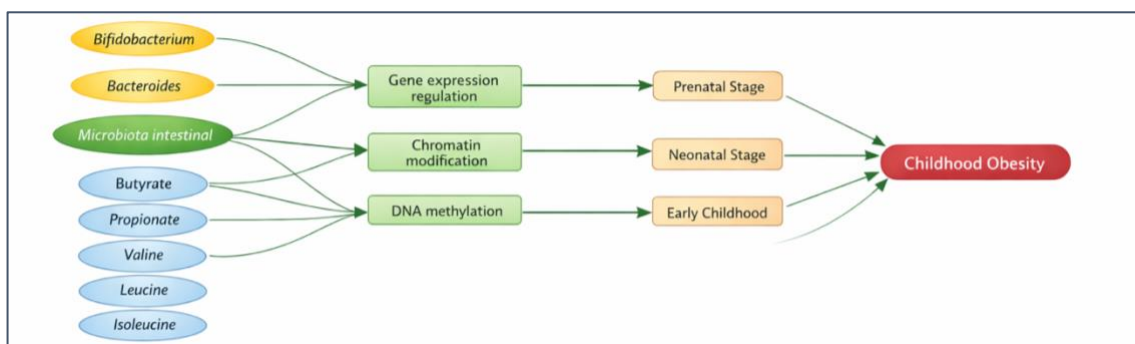 Bifidobacterium
Bacteroides
Microbiota intestinal
Butyrate
Propionate
Valine
Leucine
Isoleucine
Gene expression
regulation
Chromatin
modification
DNA methylation
Prenatal Stage
Neonatal Stage
Early Childhood
Childhood Obesity